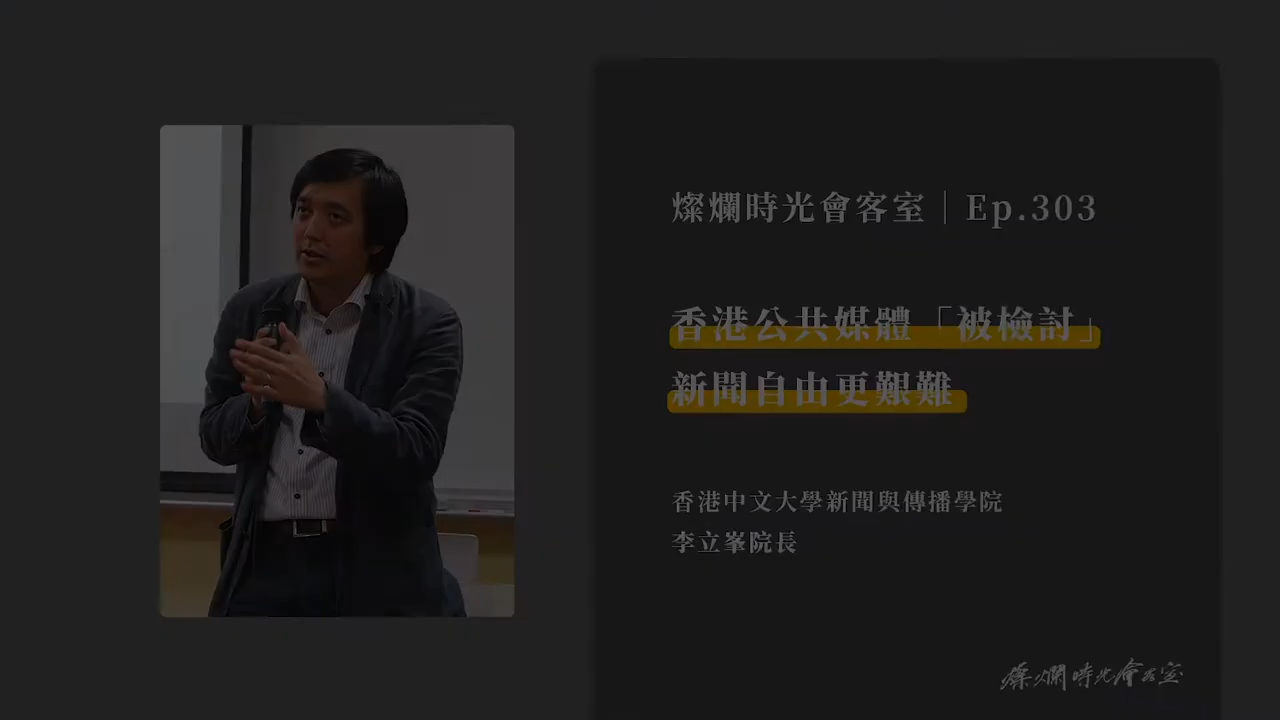 燦爛時光會客室｜Ep.303
香港公共媒體「被檢討」
新聞自由更艱難
香港中文大學新聞與傳播學院
李立峯院長
燦爛時光會客室